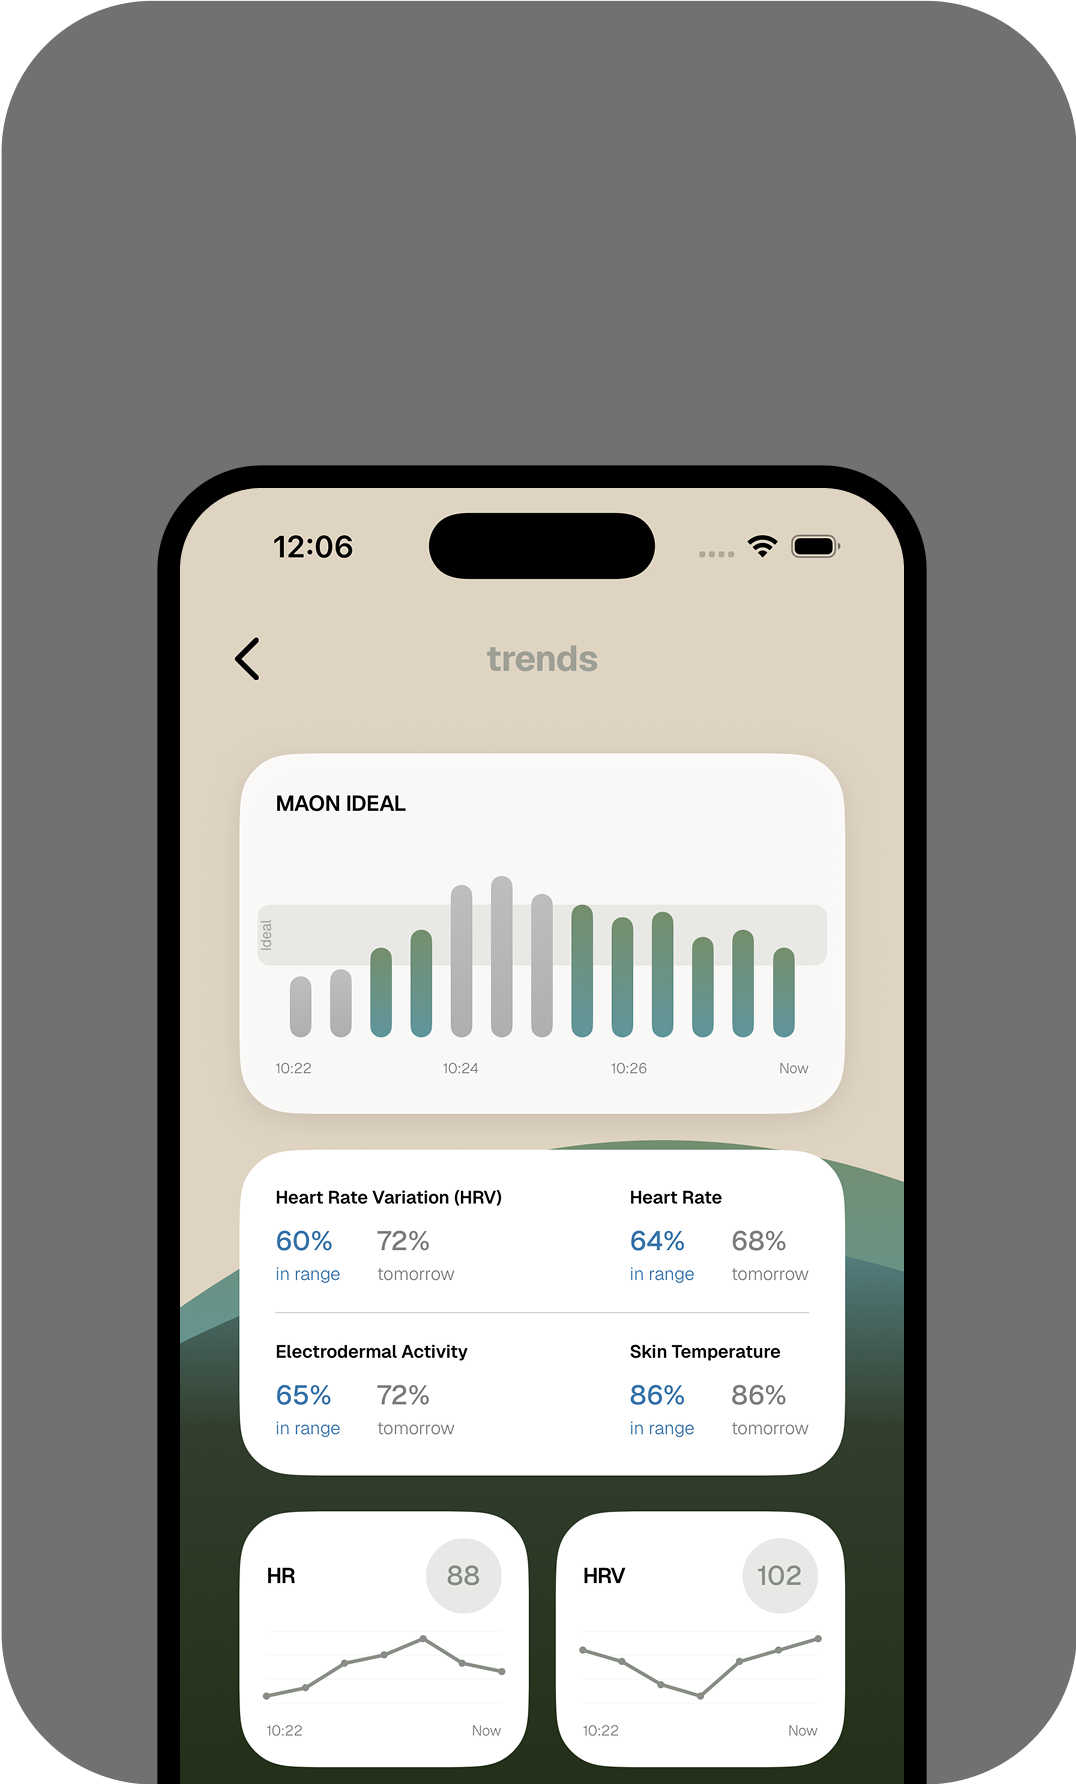 12:06
trends
MAON IDEAL
Ideal
10:22 10:24 10:26 Now
Heart Rate Variation (HRV) Heart Rate
60% 72% 64% 68%
in range tomorrow in range tomorrow
Electrodermal Activity Skin Temperature
65% 72% 86% 86%
in range tomorrow in range tomorrow
HR 88 HRV 102
10:22 Now 10:22 Now